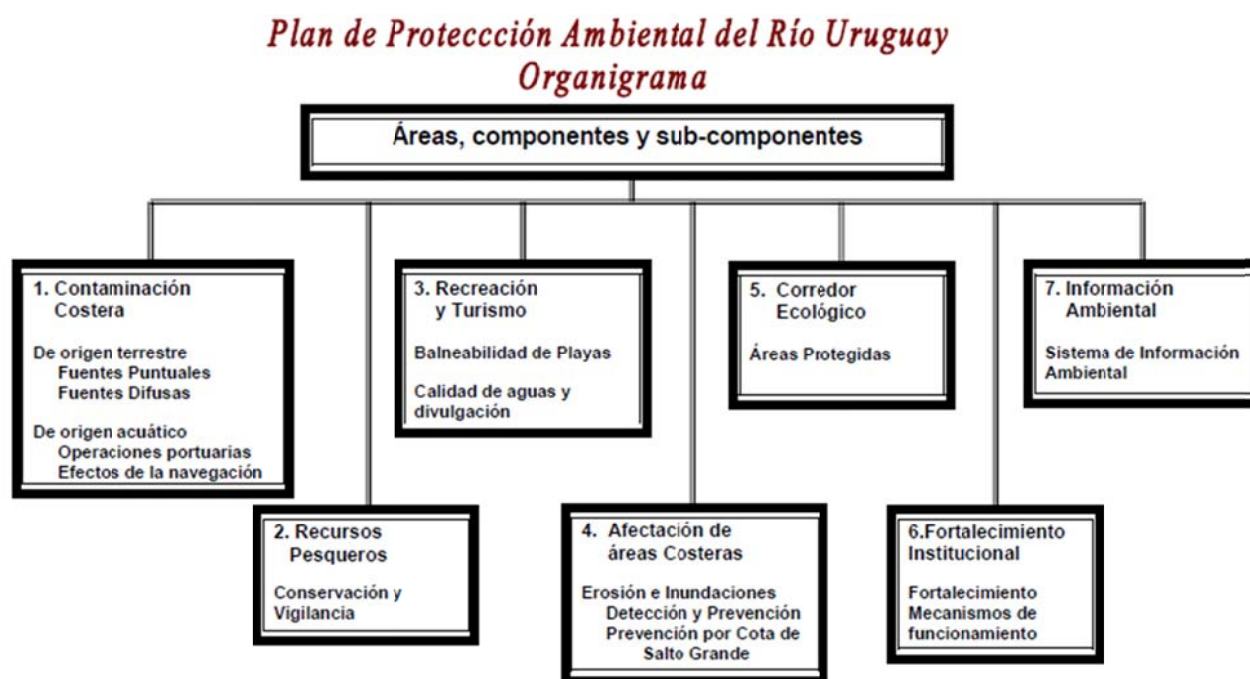 Plan de Proteccción Ambiental del Río Uruguay
Organigrama
Áreas, componentes y sub-componentes
1. Contaminación
Costera
De origen terrestre
Fuentes Puntuales
Fuentes Difusas
De origen acuático
Operaciones portuarias
Efectos de la navegación
2. Recursos
Pesqueros
Conservación y
Vigilancia
3. Recreación
y Turismo
Balneabilidad de Playas
Calidad de aguas y
divulgación
4. Afectación de
áreas Costeras
Erosión e Inundaciones
Detección y Prevención
Prevención por Cota de
Salto Grande
5. Corredor
Ecológico
Áreas Protegidas
6.Fortalecimiento
Institucional
Fortalecimiento
Mecanismos de
funcionamiento
7. Información
Ambiental
Sistema de Información
Ambiental